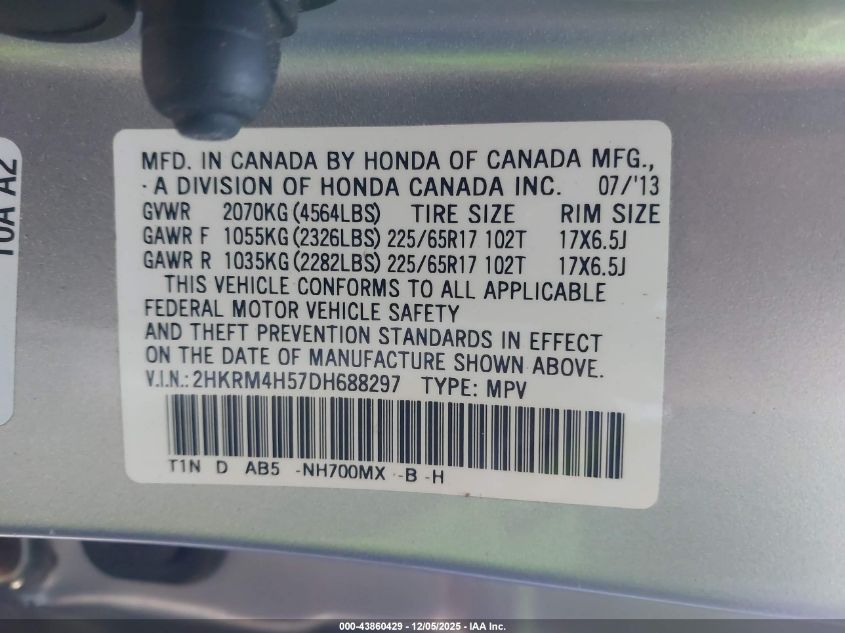 MFD. IN CANADA BY HONDA OF CANADA MFG.,
A DIVISION OF HONDA CANADA INC. 07/'13
GVWR 2070KG (4564LBS) TIRE SIZE RIM SIZE
GAWR F 1055KG (2326LBS) 225/65R17 102T 17X6.5J
GAWR R 1035KG (2282LBS) 225/65R17 102T 17X6.5J
THIS VEHICLE CONFORMS TO ALL APPLICABLE
FEDERAL MOTOR VEHICLE SAFETY
AND THEFT PREVENTION STANDARDS IN EFFECT
ON THE DATE OF MANUFACTURE SHOWN ABOVE.
V.I.N.: 2HKRM4H57DH688297 TYPE: MPV
T1N D AB5 -NH700MX -B -H
A2
000-43860429 - 12/05/2025 - IAA Inc.